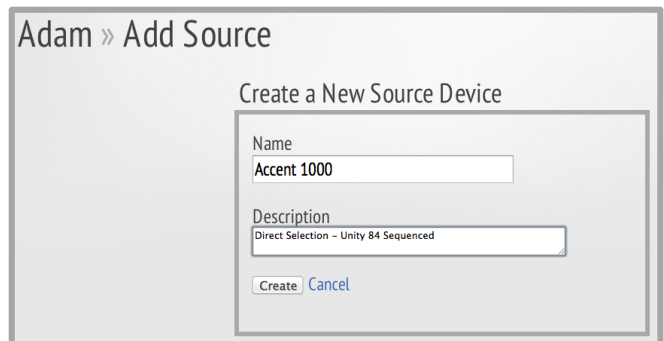 Adam » Add Source
Create a New Source Device
Name
Accent 1000
Description
Direct Selection – Unity 84 Sequenced
Create Cancel